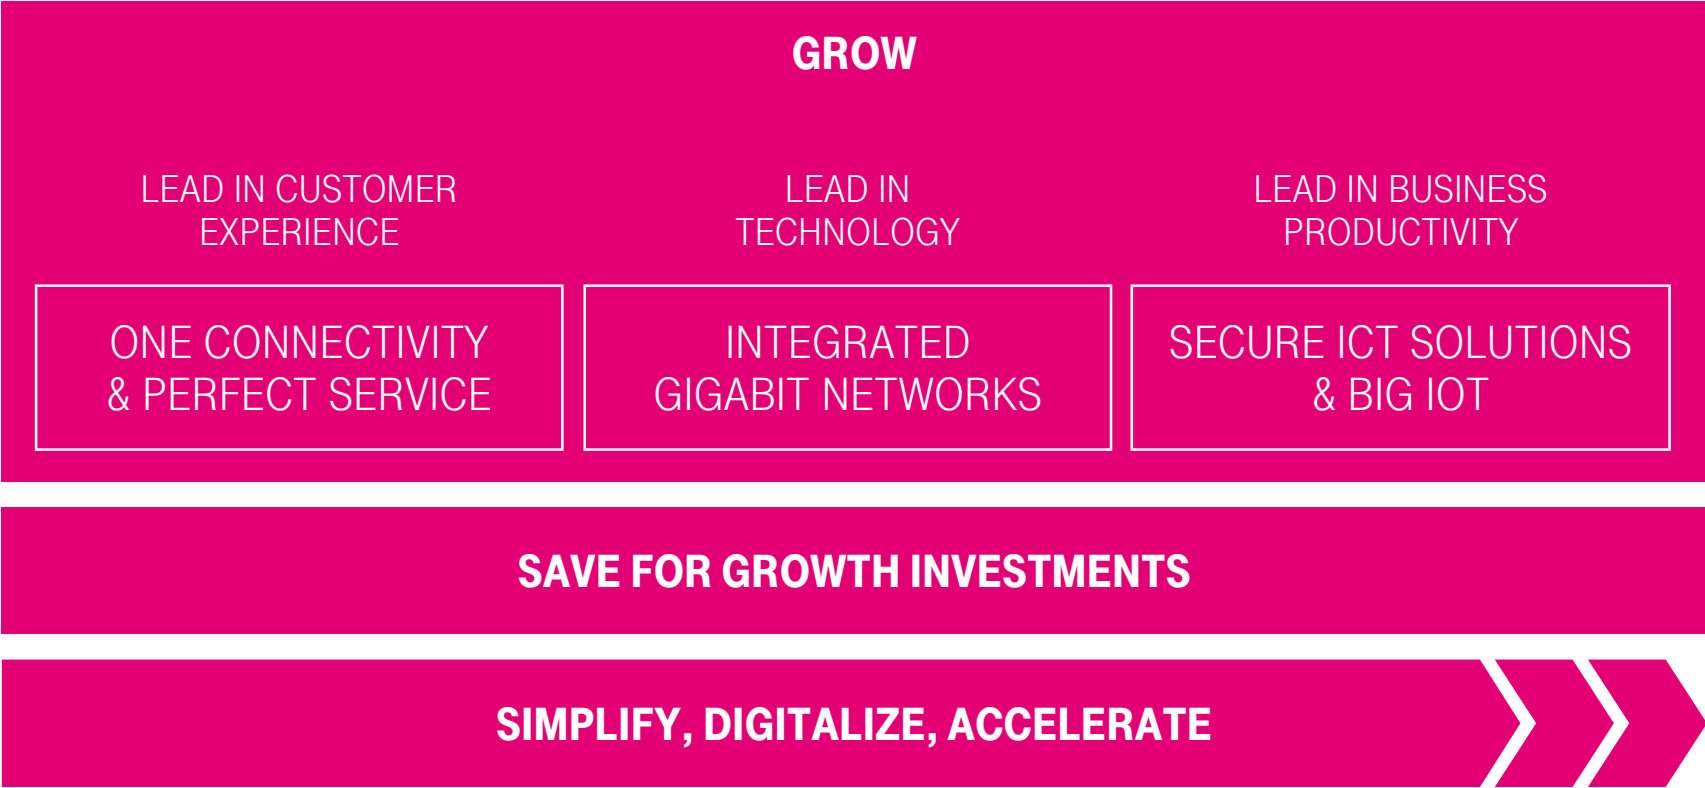 GROW
LEAD IN CUSTOMER
EXPERIENCE
LEAD IN
TECHNOLOGY
LEAD IN BUSINESS
PRODUCTIVITY
ONE CONNECTIVITY
& PERFECT SERVICE
INTEGRATED
GIGABIT NETWORKS
SECURE ICT SOLUTIONS
& BIG IOT
SAVE FOR GROWTH INVESTMENTS
SIMPLIFY, DIGITALIZE, ACCELERATE